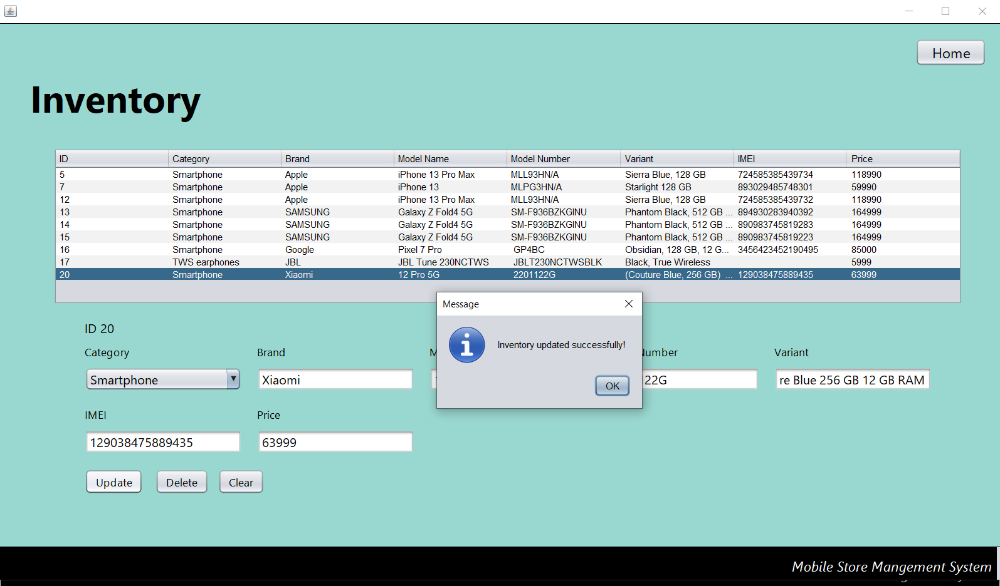 Home
Inventory
ID Category Brand Model Name Model Number Variant IMEI Price
5 Smartphone Apple iPhone 13 Pro Max MLL93HN/A Sierra Blue, 128 GB 724585385439734 118990
7 Smartphone Apple iPhone 13 MLPG3HN/A Starlight 128 GB 893029485748301 59990
12 Smartphone Apple iPhone 13 Pro Max MLL93HN/A Sierra Blue, 128 GB 724585385439732 118990
13 Smartphone SAMSUNG Galaxy Z Fold4 5G SM-F936BZKGINU Phantom Black, 512 GB ... 894930283940392 164999
14 Smartphone SAMSUNG Galaxy Z Fold4 5G SM-F936BZKGINU Phantom Black, 512 GB ... 890983745819283 164999
15 Smartphone SAMSUNG Galaxy Z Fold4 5G SM-F936BZKGINU Phantom Black, 512 GB ... 890983745819223 164999
16 Smartphone Google Pixel 7 Pro GP4BC Obsidian, 128 GB, 12 G... 3456423452190495 85000
17 TWS earphones JBL JBL Tune 230NCTWS JBLT230NCTWSBLK Black, True Wireless 5999
20 Smartphone Xiaomi 12 Pro 5G 2201122G (Couture Blue, 256 GB) ... 129038475889435 63999
Message
Inventory updated successfully!
OK
ID 20
Category Brand Number Variant
Smartphone Xiaomi 22G re Blue 256 GB 12 GB RAM
IMEI Price
129038475889435 63999
Update Delete Clear
Mobile Store Mangement System